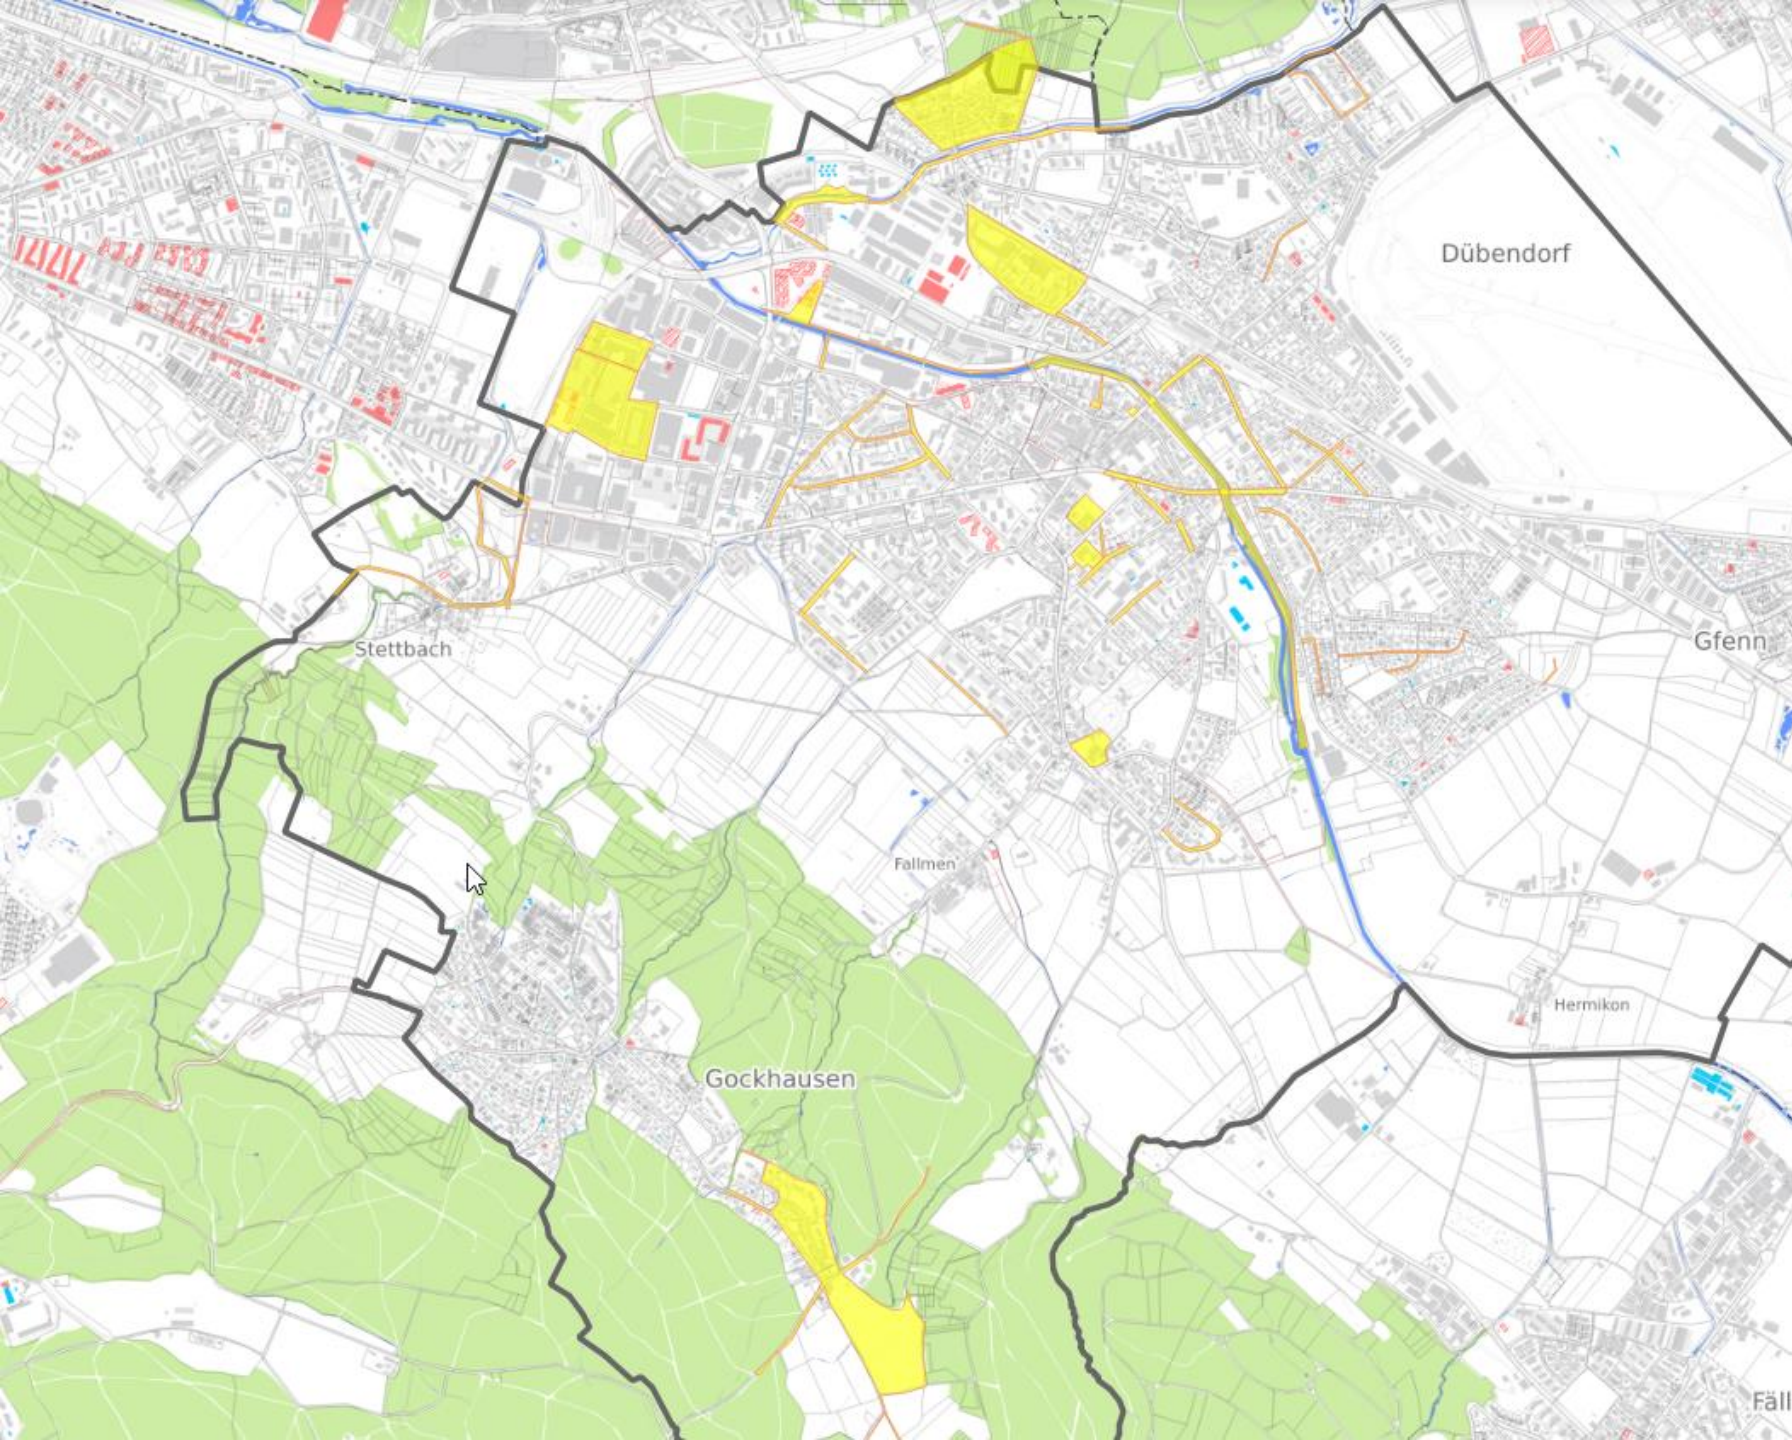 Dübendorf
Gfenn
Stettbach
Fallmen
Hermikon
Gockhausen
Fäll